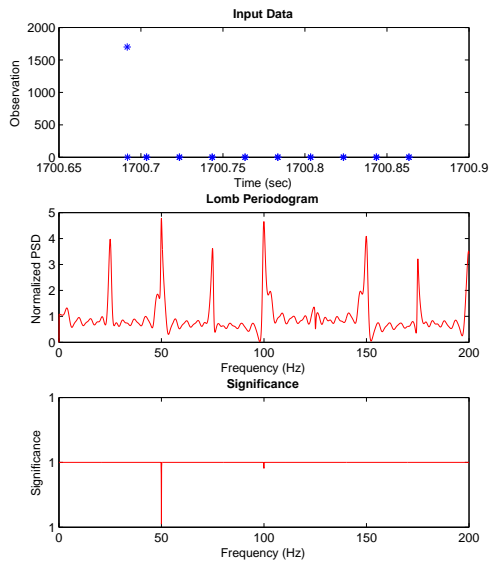 Input Data
2000
1500
1000
500
0
Observation
1700.65 1700.7 1700.75 1700.8 1700.85 1700.9
Time (sec)
Lomb Periodogram
5
4
3
2
1
0
Normalized PSD
0 50 100 150 200
Frequency (Hz)
Significance
1
1
1
Significance
0 50 100 150 200
Frequency (Hz)